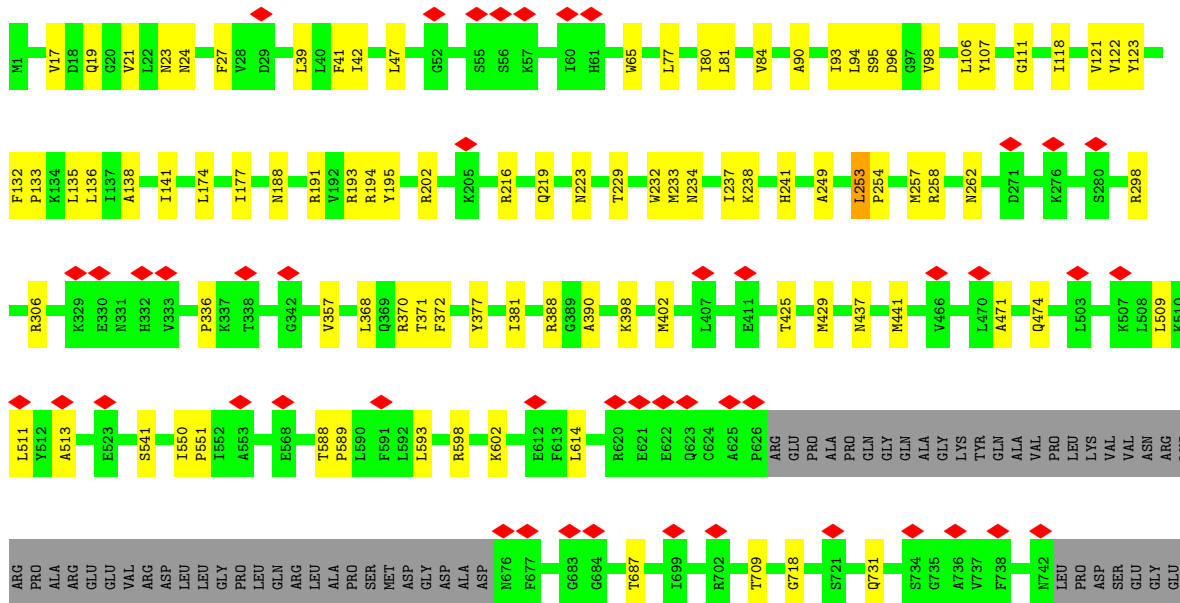 M1 V17 D18 Q19 G20 V21 L22 N23 N24 F27 V28 D29 L39 L40 F41 I42 L47 G52 S55 S56 K57 I60 H61 W65 L77 I80 L81 V84 A90 I93 L94 S95 D96 G97 V98 L106 Y107 G111 I118 V121 V122 Y123
F132 P133 K134 L135 L136 I137 A138 I141 L174 I177 N188 R191 V192 R193 R194 Y195 R202 K205 R216 Q219 N223 T229 W232 M233 N234 I237 K238 H241 A249 L253 P254 M257 R258 N262 D271 K276 S280 R298
R306 K329 E330 N331 H332 V333 P336 K337 T338 G342 V357 L368 Q369 R370 T371 F372 Y377 I381 R388 G389 A390 K398 M402 L407 E411 T425 M429 N437 M441 V466 L470 A471 Q474 L503 K507 L508 L509 K510
L511 Y512 A513 E523 S541 I550 P551 I552 A553 E568 T588 P589 L590 F591 L592 L593 R598 K602 E612 F613 L614 R620 E621 E622 Q623 C624 A625 P626 ARG GLU PRO ALA PRO GLN GLY GLN ALA GLY LYS TYR GLN ALA VAL PRO LEU LYS VAL VAL ASN ARG
ARG PRO ALA ARG GLU GLU VAL ARG ASP LEU LEU GLY PRO LEU GLN ARG LEU ALA PRO SER MET ASP GLY ASP ALA ASP N676 F677 G683 G684 T687 I699 R702 T709 G718 S721 Q731 S734 G735 A736 V737 F738 N742 LEU PRO ASP SER GLU GLY GLU